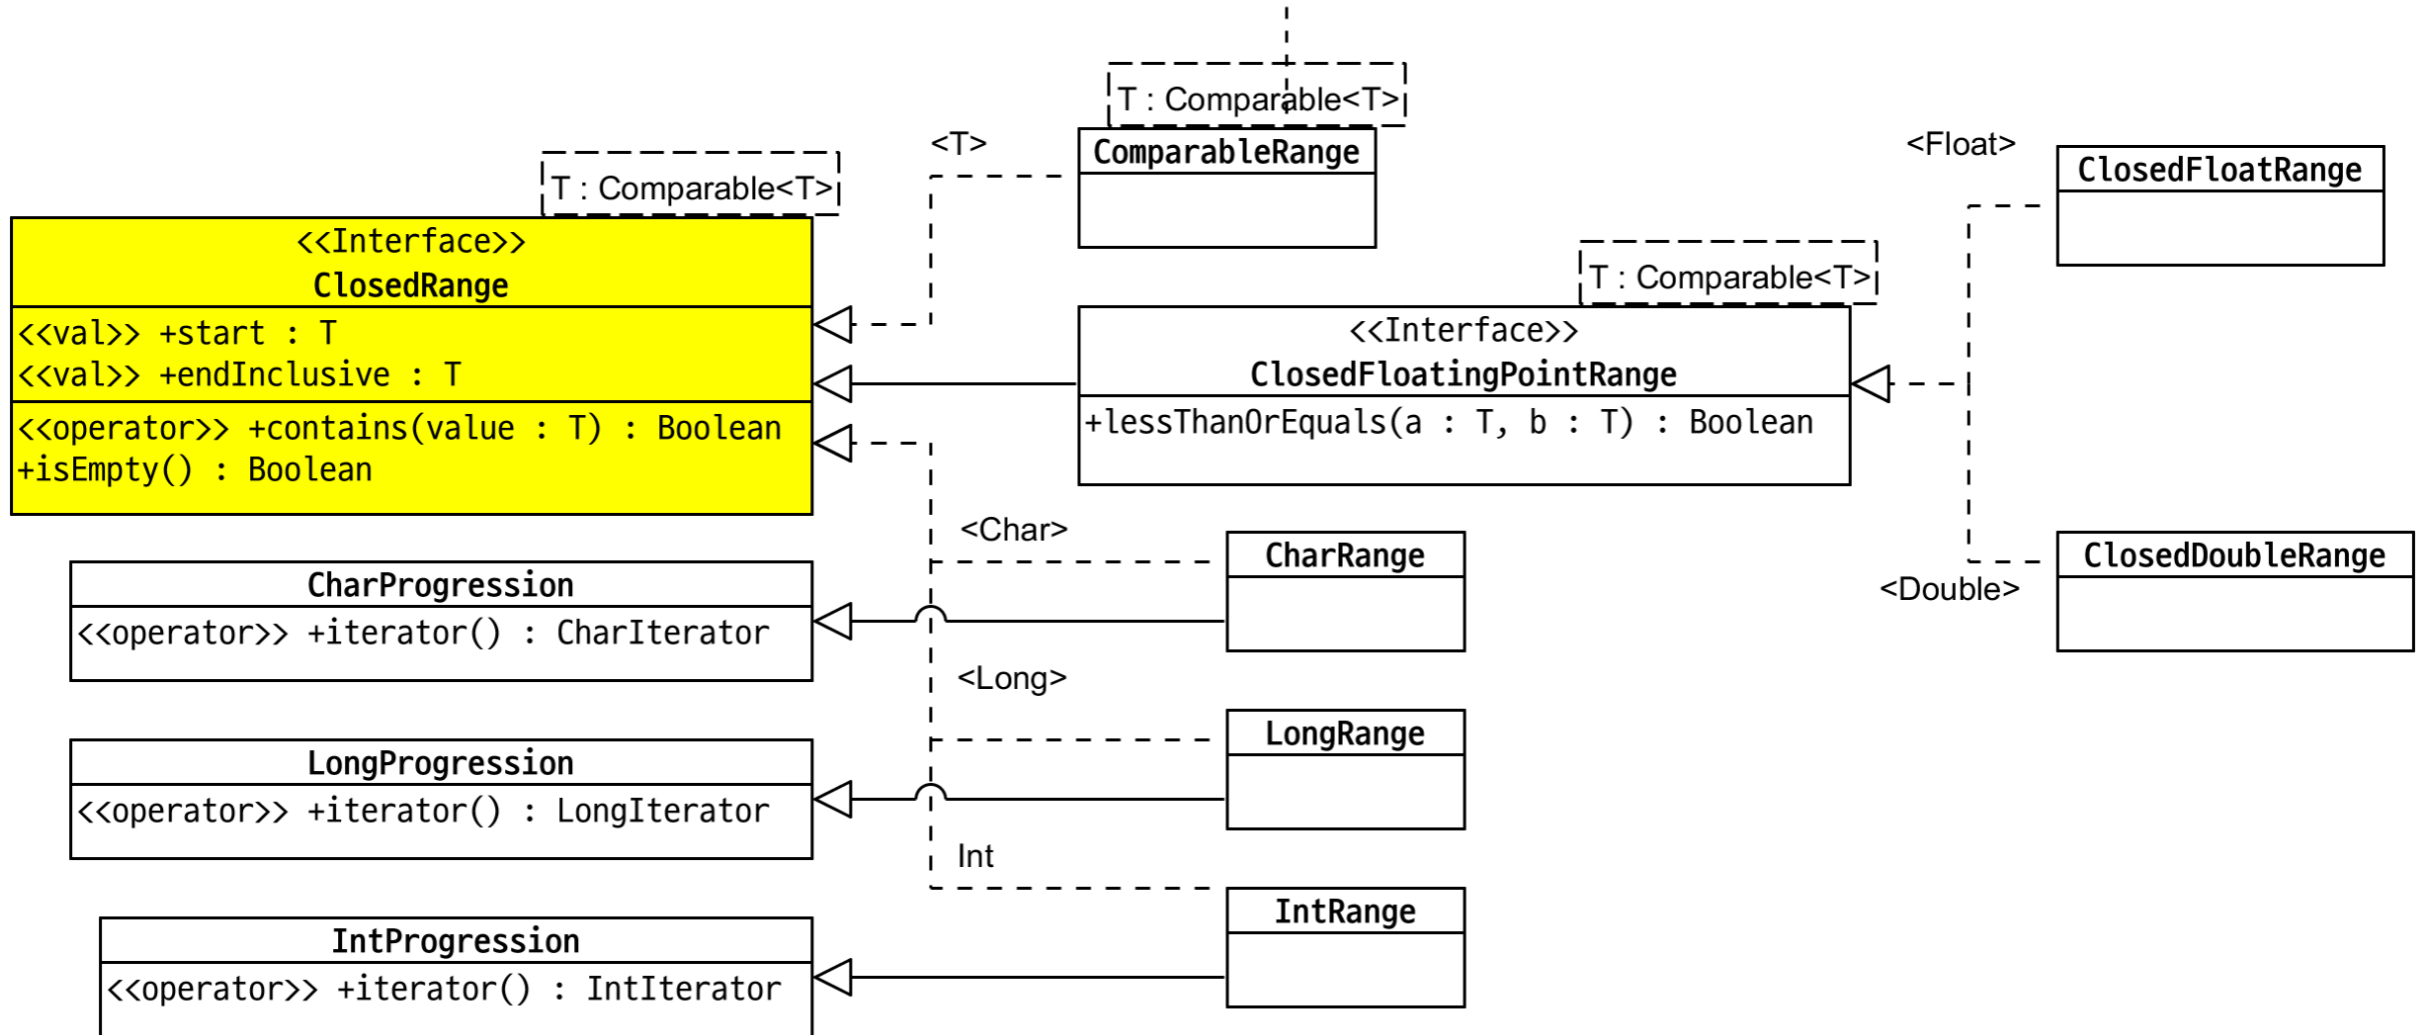 T : Comparable<T>
<T>
ComparableRange
<Float>
ClosedFloatRange
T : Comparable<T>
<<Interface>>
ClosedRange
<<val>> +start : T
<<val>> +endInclusive : T
<<operator>> +contains(value : T) : Boolean
+isEmpty() : Boolean
T : Comparable<T>
<<Interface>>
ClosedFloatingPointRange
+lessThanOrEquals(a : T, b : T) : Boolean
<Char>
CharRange
<Double>
ClosedDoubleRange
CharProgression
<<operator>> +iterator() : CharIterator
<Long>
LongRange
LongProgression
<<operator>> +iterator() : LongIterator
Int
IntRange
IntProgression
<<operator>> +iterator() : IntIterator